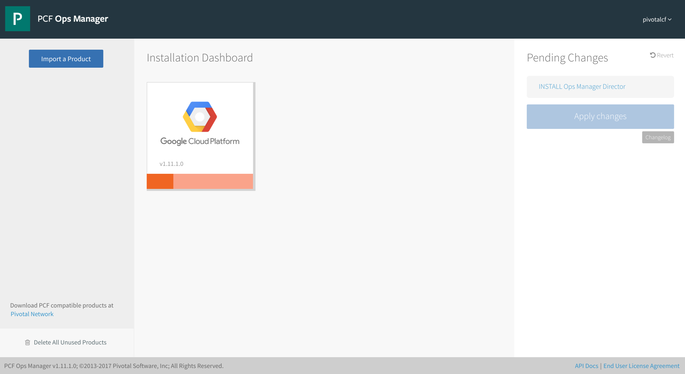 P PCF Ops Manager
pivotalcf
Import a Product
Installation Dashboard
Google Cloud Platform
v1.11.1.0
Pending Changes
Revert
INSTALL Ops Manager Director
Apply changes
Changelog
Download PCF compatible products at
Pivotal Network
Delete All Unused Products
PCF Ops Manager v1.11.1.0; ©2013-2017 Pivotal Software, Inc; All Rights Reserved.
API Docs | End User License Agreement